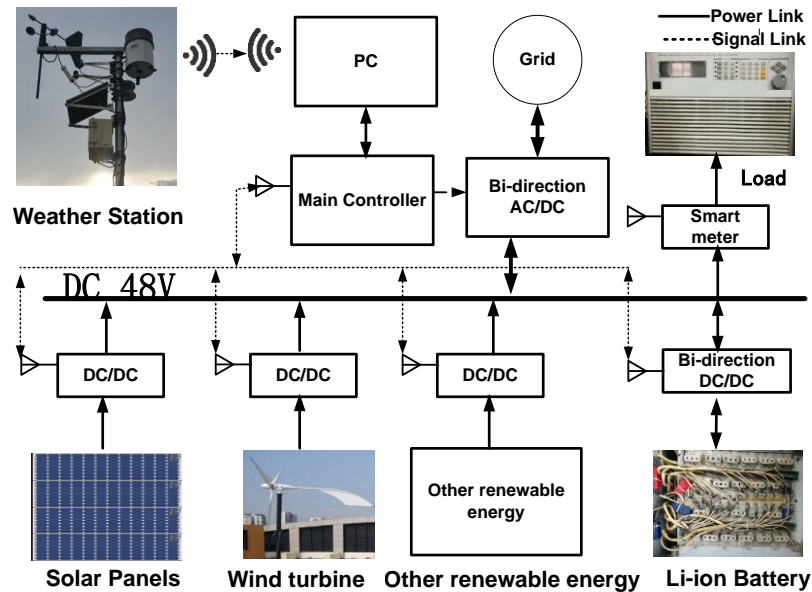 Power Link
Signal Link
PC
Grid
Main Controller
Bi-direction
AC/DC
Load
Weather Station
Smart
meter
DC 48V
DC/DC
DC/DC
DC/DC
Bi-direction
DC/DC
Other renewable
energy
Solar Panels
Wind turbine
Other renewable energy
Li-ion Battery